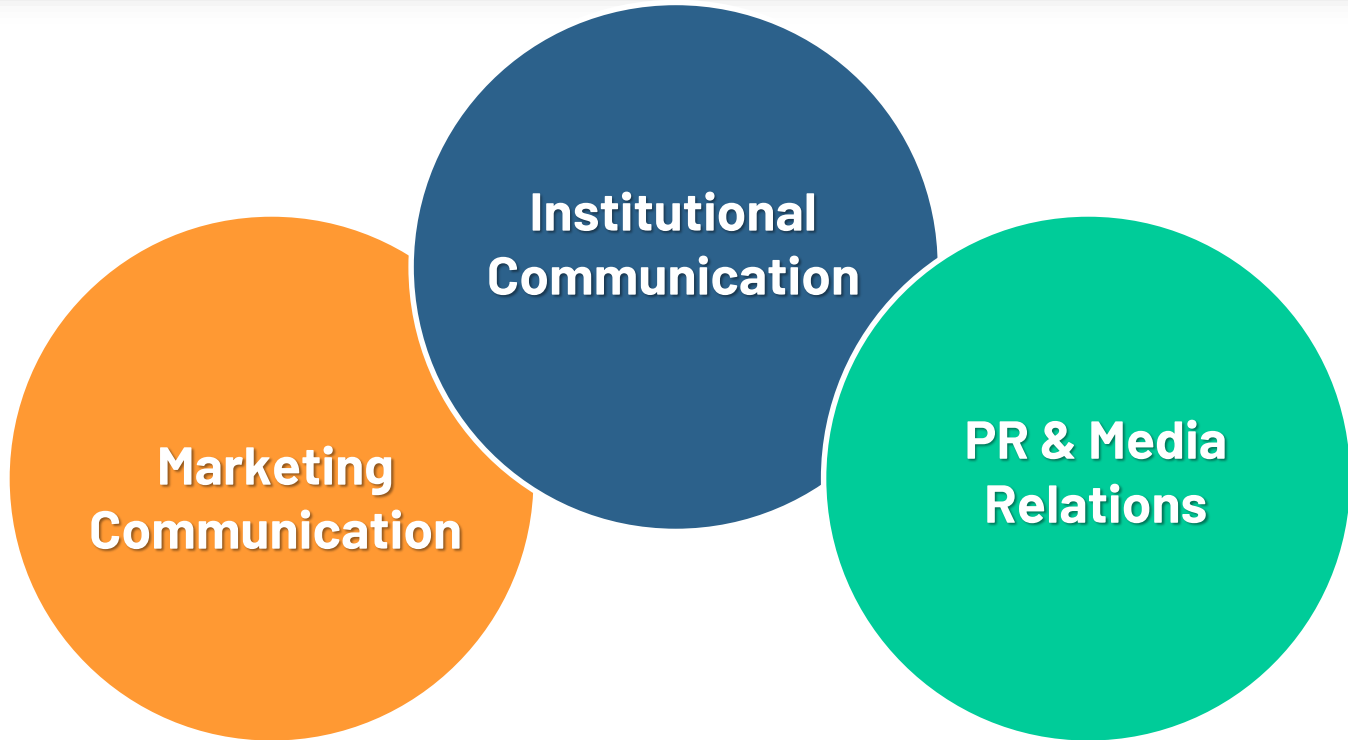 Institutional
Communication
Marketing
Communication
PR & Media
Relations